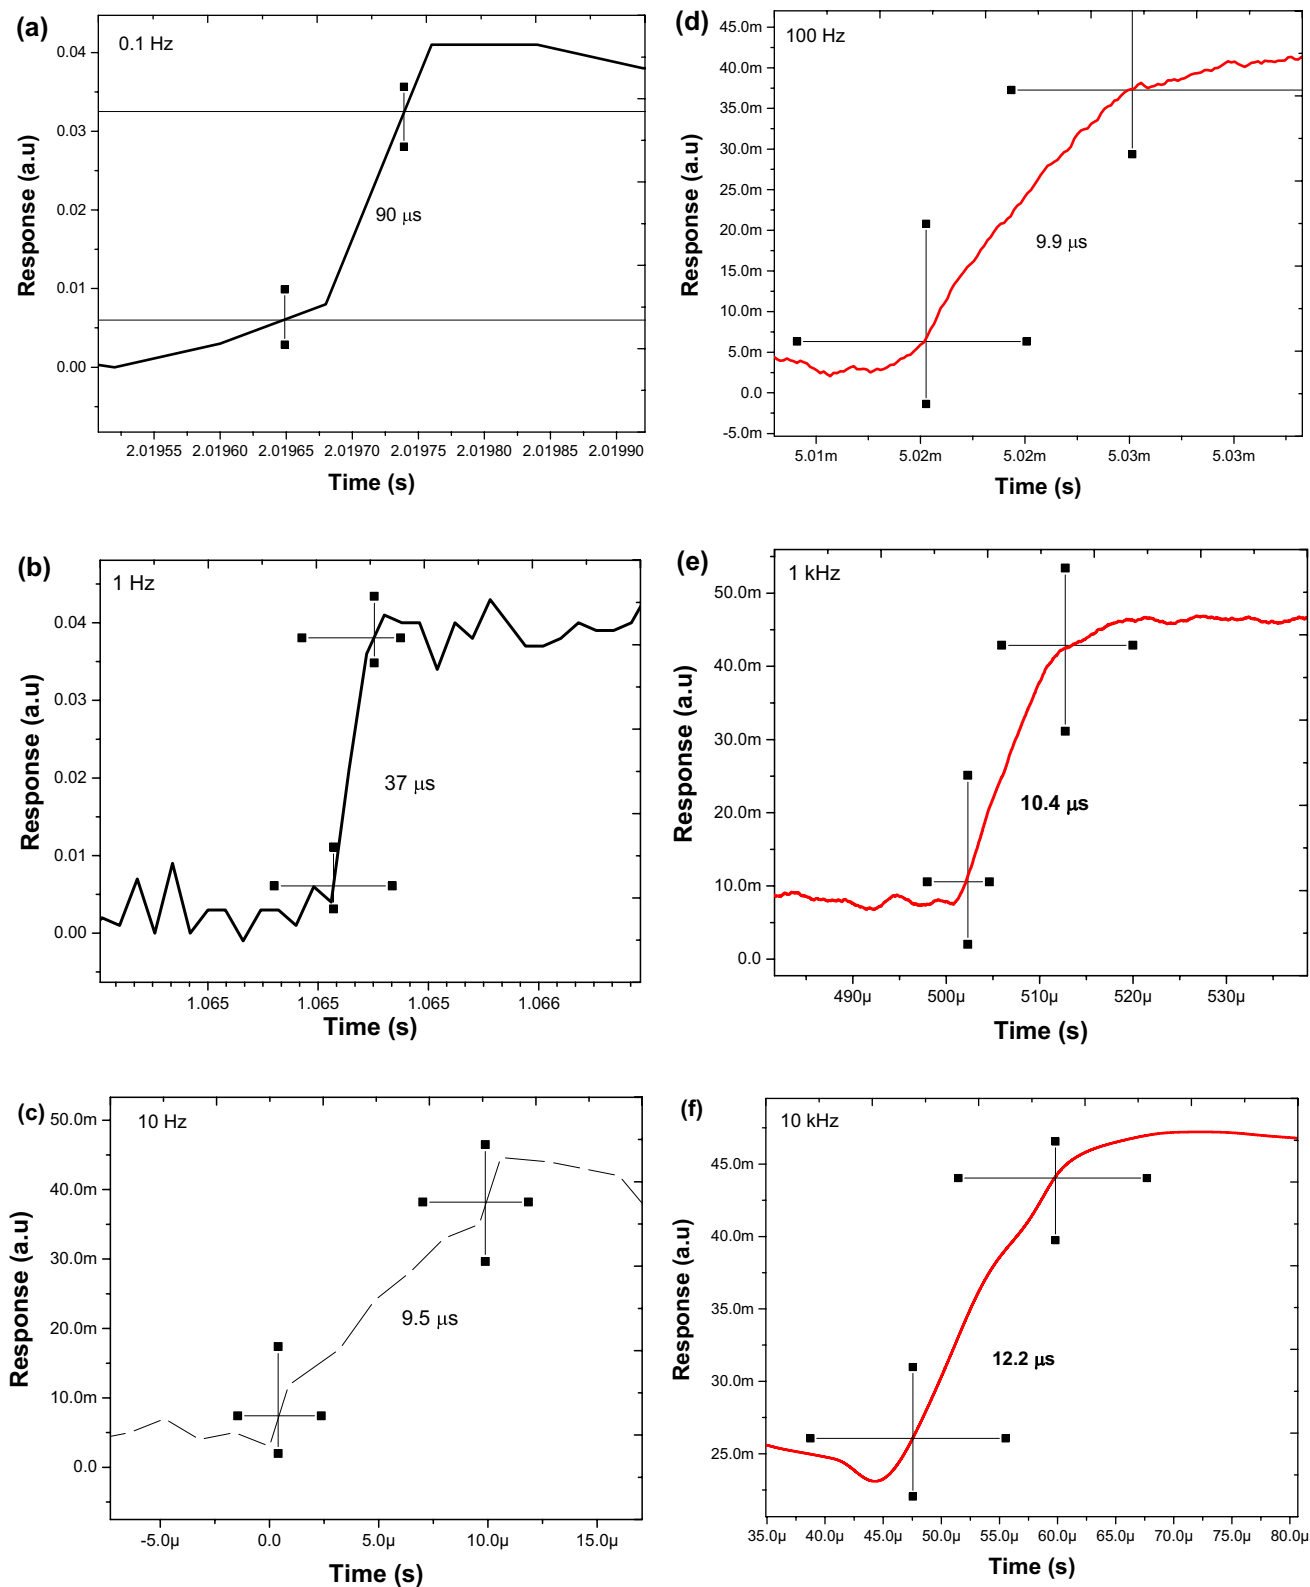 (a)
0.1 Hz
0.04
0.03
0.02
0.01
0.00
90 μs
Response (a.u)
2.01955 2.01960 2.01965 2.01970 2.01975 2.01980 2.01985 2.01990
Time (s)
(b)
1 Hz
0.04
0.03
0.02
0.01
0.00
37 μs
Response (a.u)
1.065 1.065 1.065 1.066
Time (s)
(c)
10 Hz
50.0m
40.0m
30.0m
20.0m
10.0m
0.0
9.5 μs
Response (a.u)
-5.0μ 0.0 5.0μ 10.0μ 15.0μ
Time (s)
(d)
100 Hz
45.0m
40.0m
35.0m
30.0m
25.0m
20.0m
15.0m
10.0m
5.0m
0.0
-5.0m
9.9 μs
Response (a.u)
5.01m 5.02m 5.02m 5.03m 5.03m
Time (s)
(e)
1 kHz
50.0m
40.0m
30.0m
20.0m
10.0m
0.0
10.4 μs
Response (a.u)
490μ 500μ 510μ 520μ 530μ
Time (s)
(f)
10 kHz
45.0m
40.0m
35.0m
30.0m
25.0m
12.2 μs
Response (a.u)
35.0μ 40.0μ 45.0μ 50.0μ 55.0μ 60.0μ 65.0μ 70.0μ 75.0μ 80.0μ
Time (s)